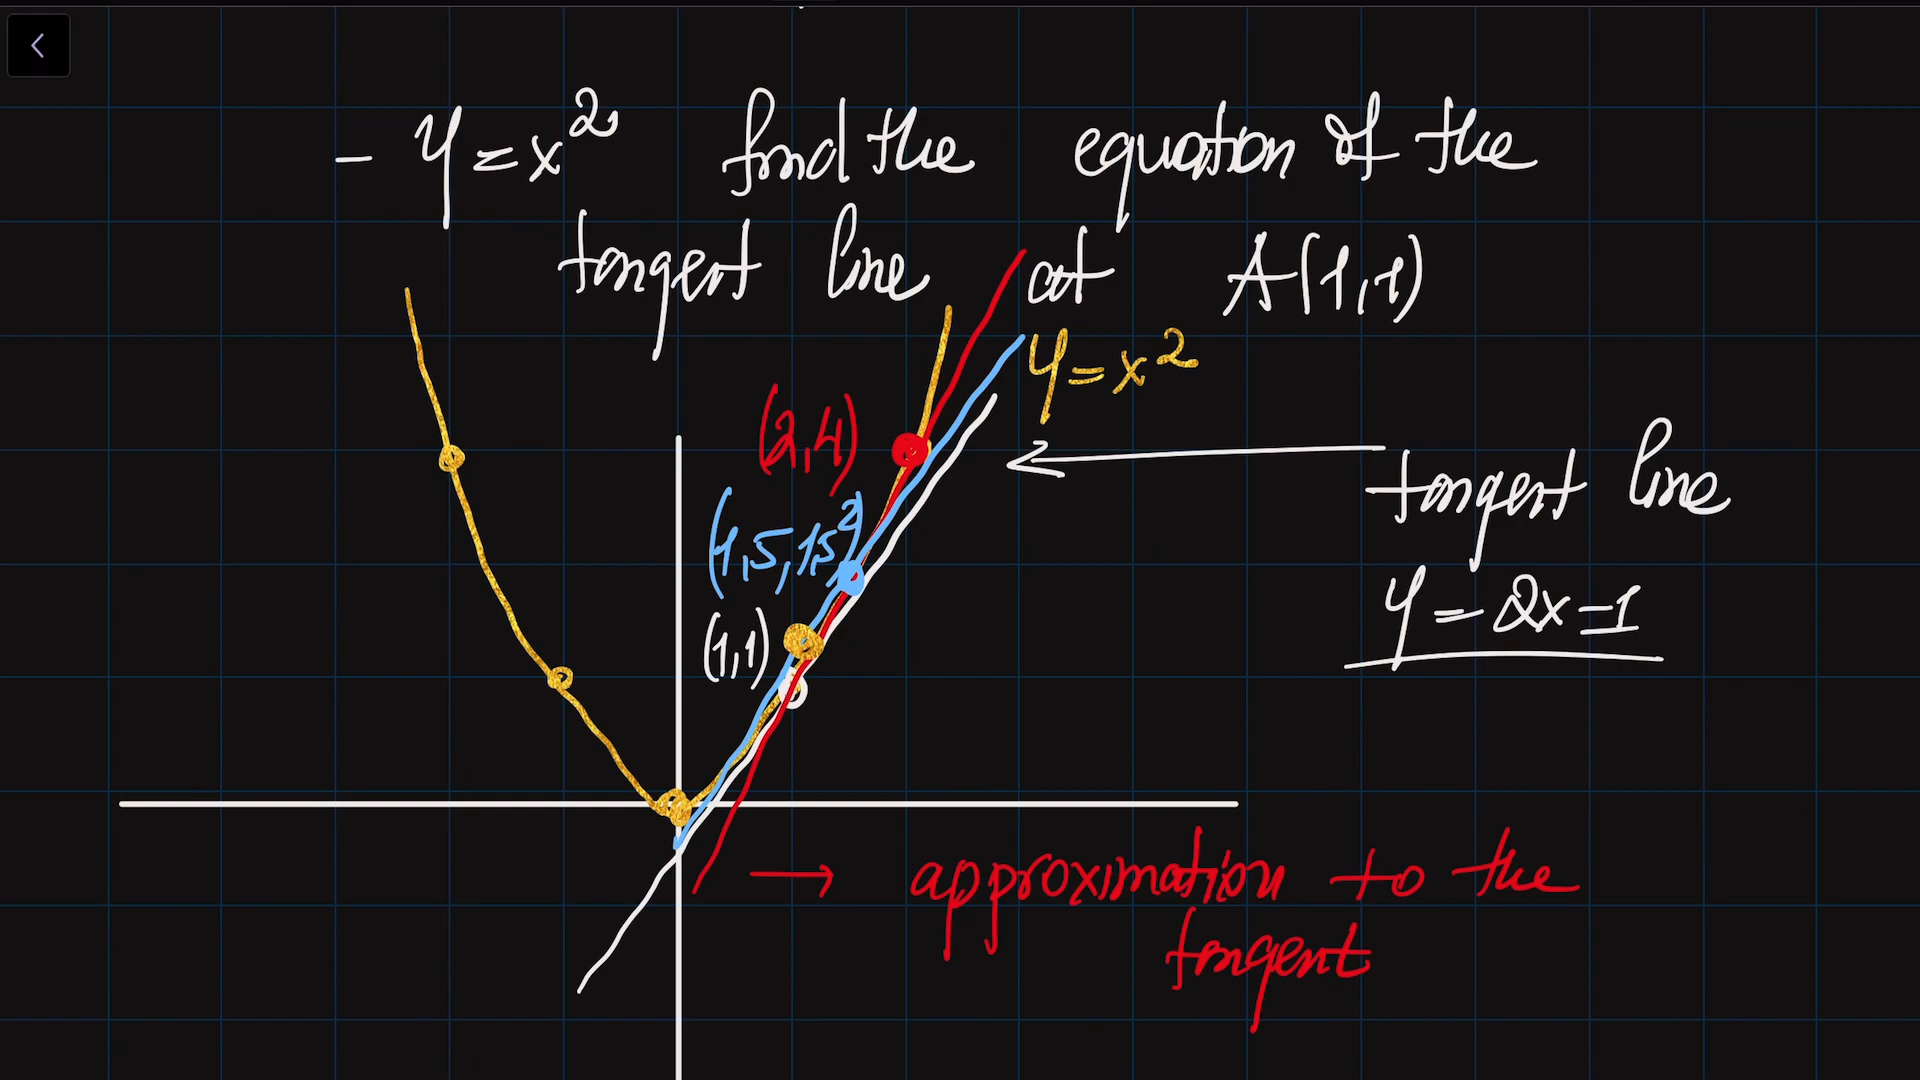 - y=x² find the equation of the
tangent line at A(1,1)
y=x²
(2,4)
tangent line
(1,5,1,5²)
y=2x-1
(1,1)
→ approximation to the
tangent